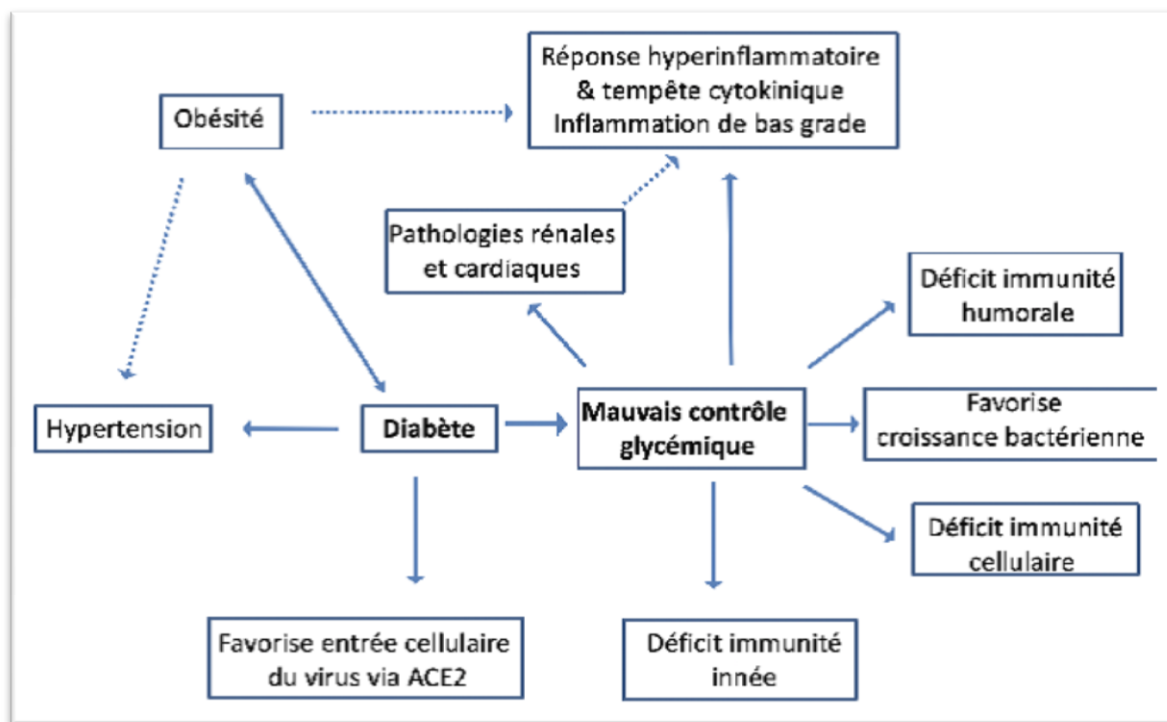 Réponse hyperinflammatoire
& tempête cytokinique
Inflammation de bas grade
Obésité
Pathologies rénales
et cardiaques
Déficit immunité
humorale
Hypertension
Diabète
Mauvais contrôle
glycémique
Favorise
croissance bactérienne
Déficit immunité
cellulaire
Favorise entrée cellulaire
du virus via ACE2
Déficit immunité
innée